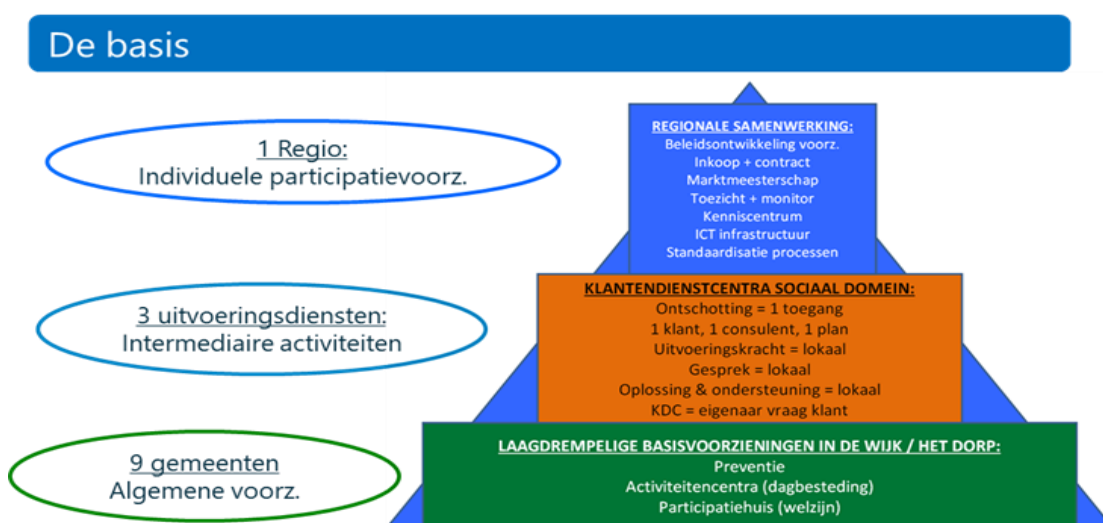 De basis
1 Regio:
Individuele participatievoorz.
REGIONALE SAMENWERKING:
Beleidsontwikkeling voorz.
Inkoop + contract
Marktmeesterschap
Toezicht + monitor
Kenniscentrum
ICT infrastructuur
Standaardisatie processen
3 uitvoeringsdiensten:
Intermediaire activiteiten
KLANTENDIENSTCENTRA SOCIAAL DOMEIN:
Ontschotting = 1 toegang
1 klant, 1 consulent, 1 plan
Uitvoeringskracht = lokaal
Gesprek = lokaal
Oplossing & ondersteuning = lokaal
KDC = eigenaar vraag klant
9 gemeenten
Algemene voorz.
LAAGDREMPELIGE BASISVOORZIENINGEN IN DE WIJK / HET DORP:
Preventie
Activiteitencentra (dagbesteding)
Participatiehuis (welzijn)